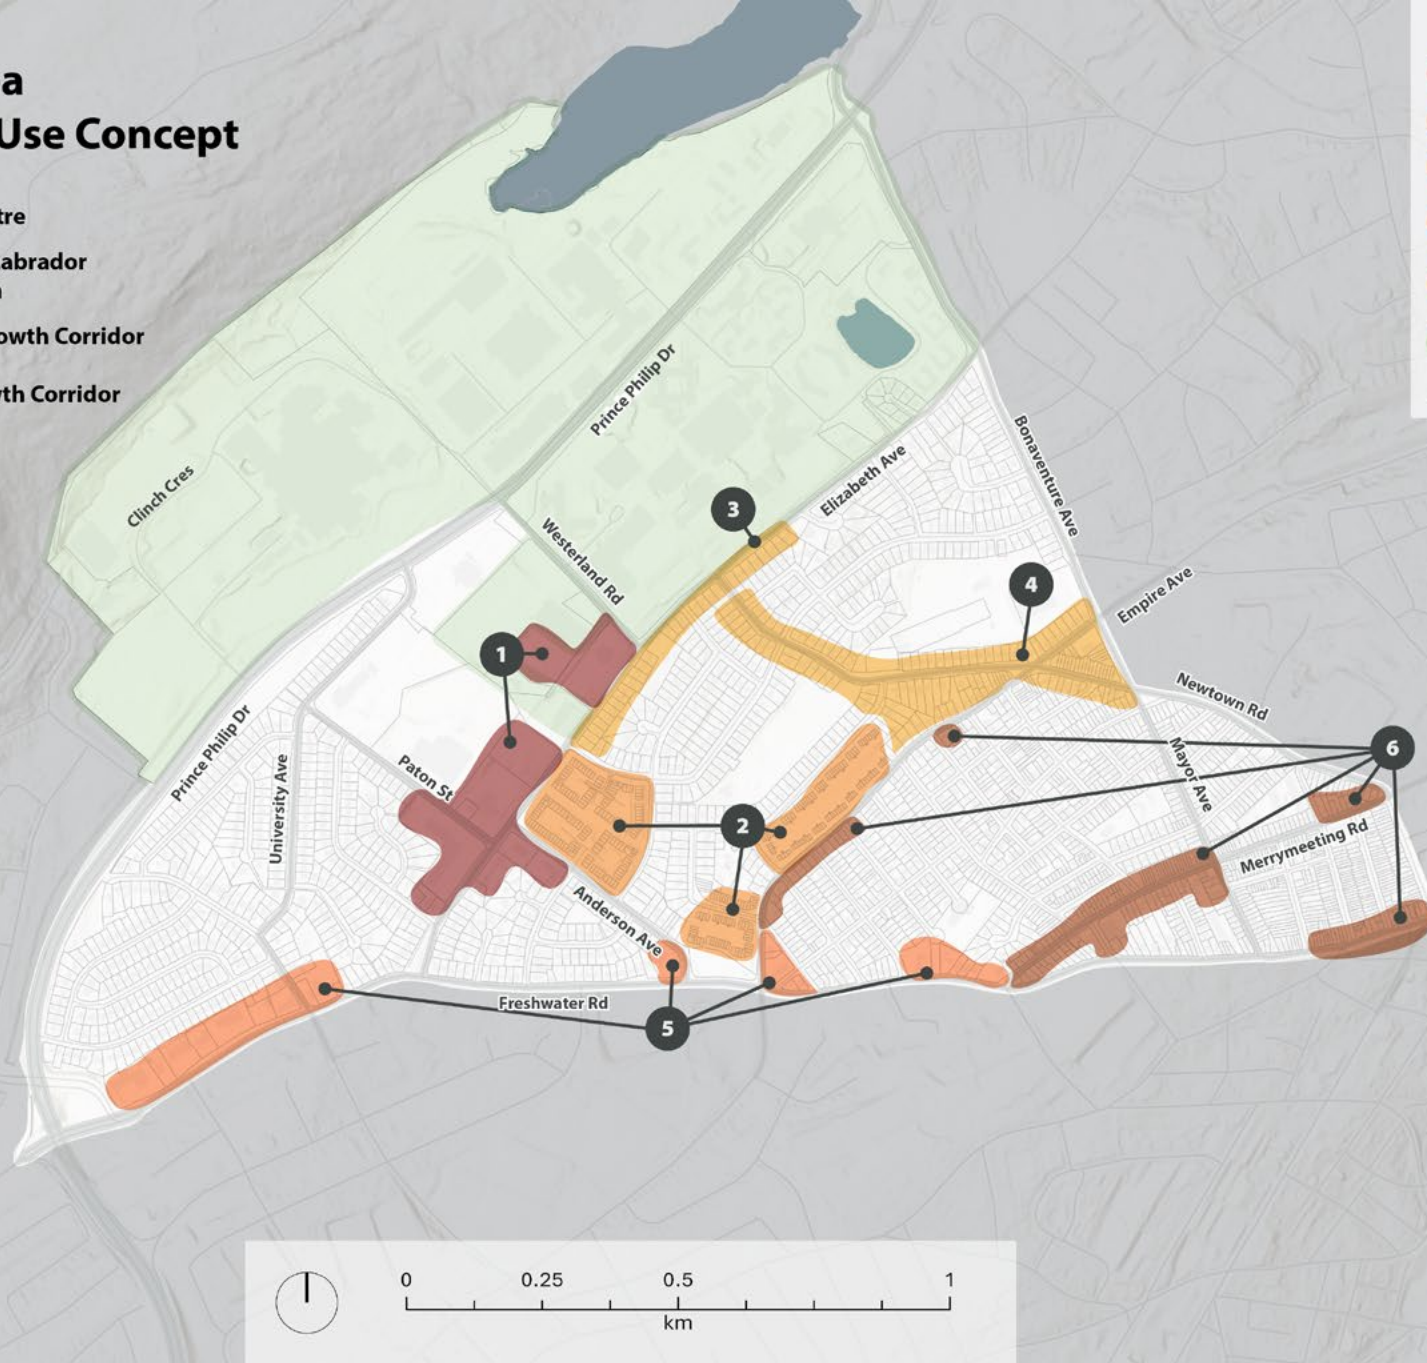 a
Use Concept
tre
abrador
owth Corridor
th Corridor
Clinch Cres
Prince Philip Dr
Elizabeth Ave
Bonaventure Ave
3
Westerland Rd
4
Empire Ave
1
Newtown Rd
Prince Philip Dr
Paton St
University Ave
Mayor Ave
6
2
Merrymeeting Rd
Anderson Ave
Freshwater Rd
5
0 0.25 0.5 1
km